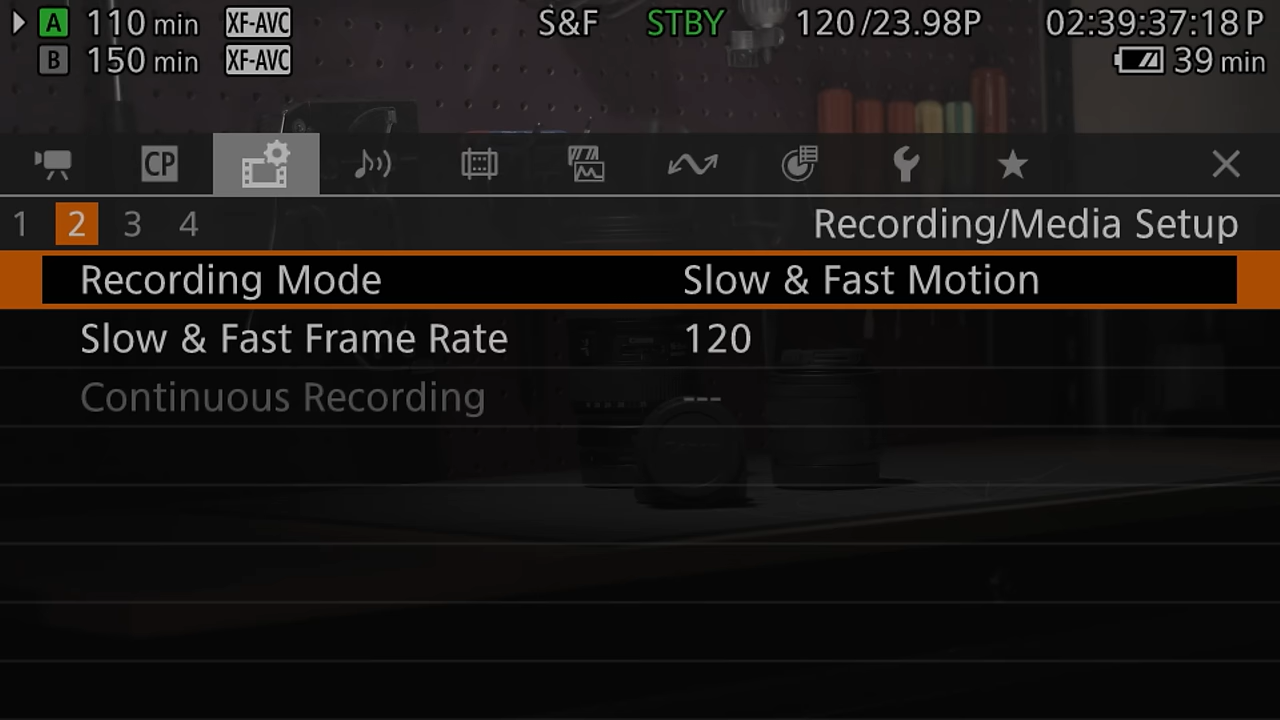 A 110 min XF-AVC S&F STBY 120/23.98P 02:39:37:18 P
B 150 min XF-AVC 39 min
CP
1 2 3 4 Recording/Media Setup
Recording Mode Slow & Fast Motion
Slow & Fast Frame Rate 120
Continuous Recording ---